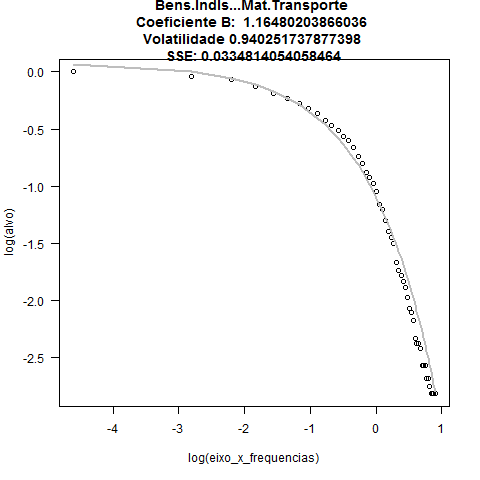 Bens.Indis...Mat.Transporte
Coeficiente B: 1.16480203866036
Volatilidade 0.940251737877398
SSE: 0.0334814054058464
0.0
-0.5
-1.0
-1.5
-2.0
-2.5
log(alvo)
-4 -3 -2 -1 0 1
log(eixo_x_frequencias)